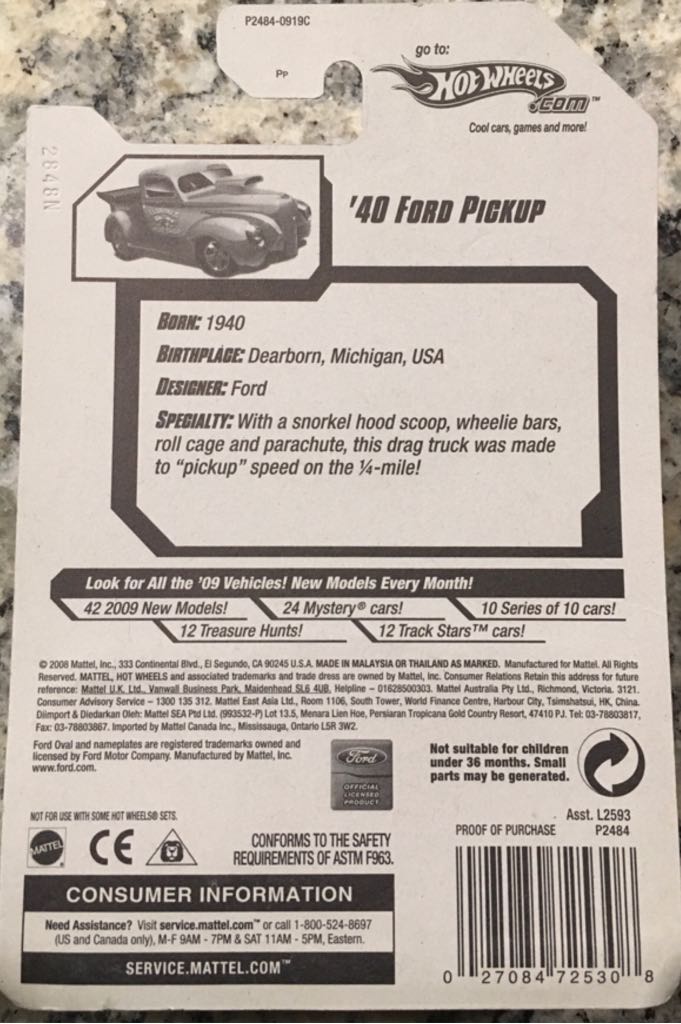 P2484-0919C
Pp
go to:
HOT WHEELS
.COM™
Cool cars, games and more!
2848N
'40 FORD PICKUP
BORN: 1940
BIRTHPLACE: Dearborn, Michigan, USA
DESIGNER: Ford
SPECIALTY: With a snorkel hood scoop, wheelie bars,
roll cage and parachute, this drag truck was made
to “pickup” speed on the ¼-mile!
Look for All the '09 Vehicles! New Models Every Month!
42 2009 New Models! 24 Mystery® cars! 10 Series of 10 cars!
12 Treasure Hunts! 12 Track Stars™ cars!
© 2008 Mattel, Inc., 333 Continental Blvd., El Segundo, CA 90245 U.S.A. MADE IN MALAYSIA OR THAILAND AS MARKED. Manufactured for Mattel. All Rights
Reserved. MATTEL, HOT WHEELS and associated trademarks and trade dress are owned by Mattel, Inc. Consumer Relations Retain this address for future
reference: Mattel U.K. Ltd., Vanwall Business Park, Maidenhead SL6 4UB. Helpline – 01628500303. Mattel Australia Pty Ltd., Richmond, Victoria. 3121.
Consumer Advisory Service – 1300 135 312. Mattel East Asia Ltd., Room 1106, South Tower, World Finance Centre, Harbour City, Tsimshatsui, HK, China.
Diimport & Diedarkan Oleh: Mattel SEA Ptd Ltd. (993532-P) Lot 13.5, Menara Lien Hoe, Persiaran Tropicana Gold Country Resort, 47410 PJ. Tel: 03-78803817,
Fax: 03-78803867. Imported by Mattel Canada Inc., Mississauga, Ontario L5R 3W2.
Ford Oval and nameplates are registered trademarks owned and
licensed by Ford Motor Company. Manufactured by Mattel, Inc.
www.ford.com.
Ford
OFFICIAL
LICENSED
PRODUCT
Not suitable for children
under 36 months. Small
parts may be generated.
NOT FOR USE WITH SOME HOT WHEELS® SETS.
MATTEL
CE
CONFORMS TO THE SAFETY
REQUIREMENTS OF ASTM F963.
Asst. L2593
PROOF OF PURCHASE P2484
CONSUMER INFORMATION
Need Assistance? Visit service.mattel.com™ or call 1-800-524-8697
(US and Canada only), M-F 9AM - 7PM & SAT 11AM - 5PM, Eastern.
SERVICE.MATTEL.COM™
0 27084 72530 8